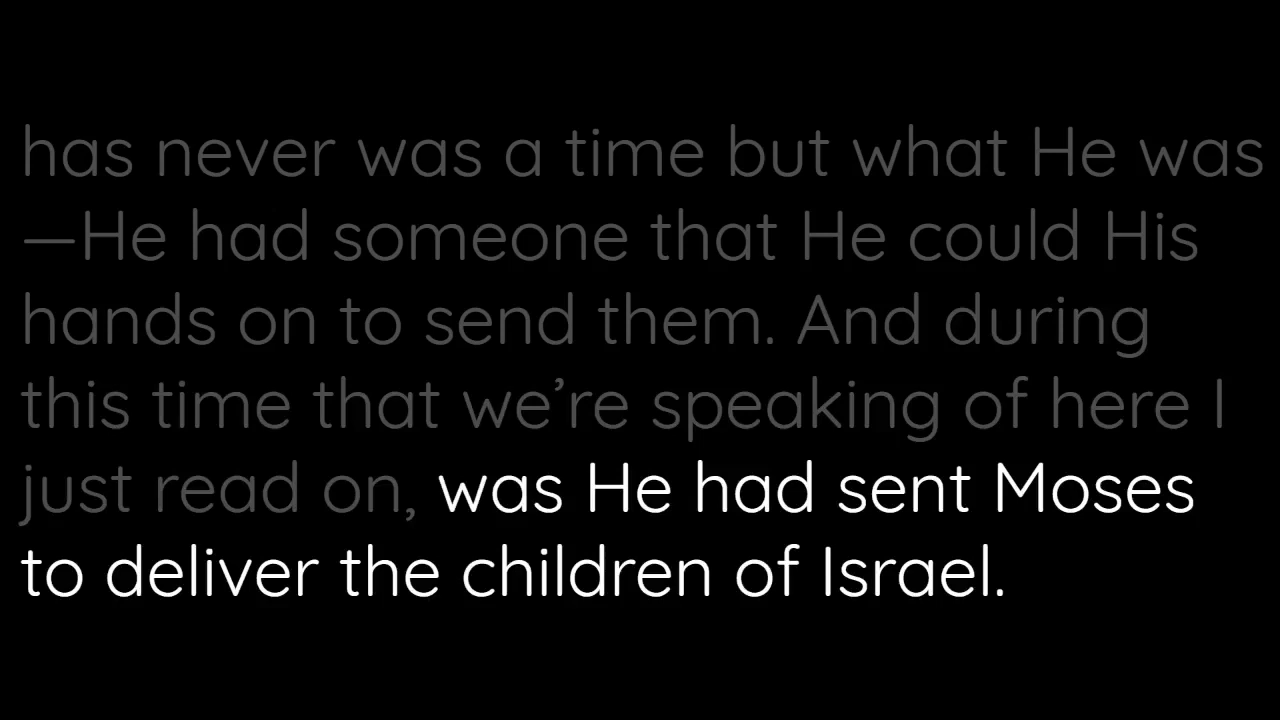 has never was a time but what He was
—He had someone that He could His
hands on to send them. And during
this time that we’re speaking of here I
just read on, was He had sent Moses
to deliver the children of Israel.